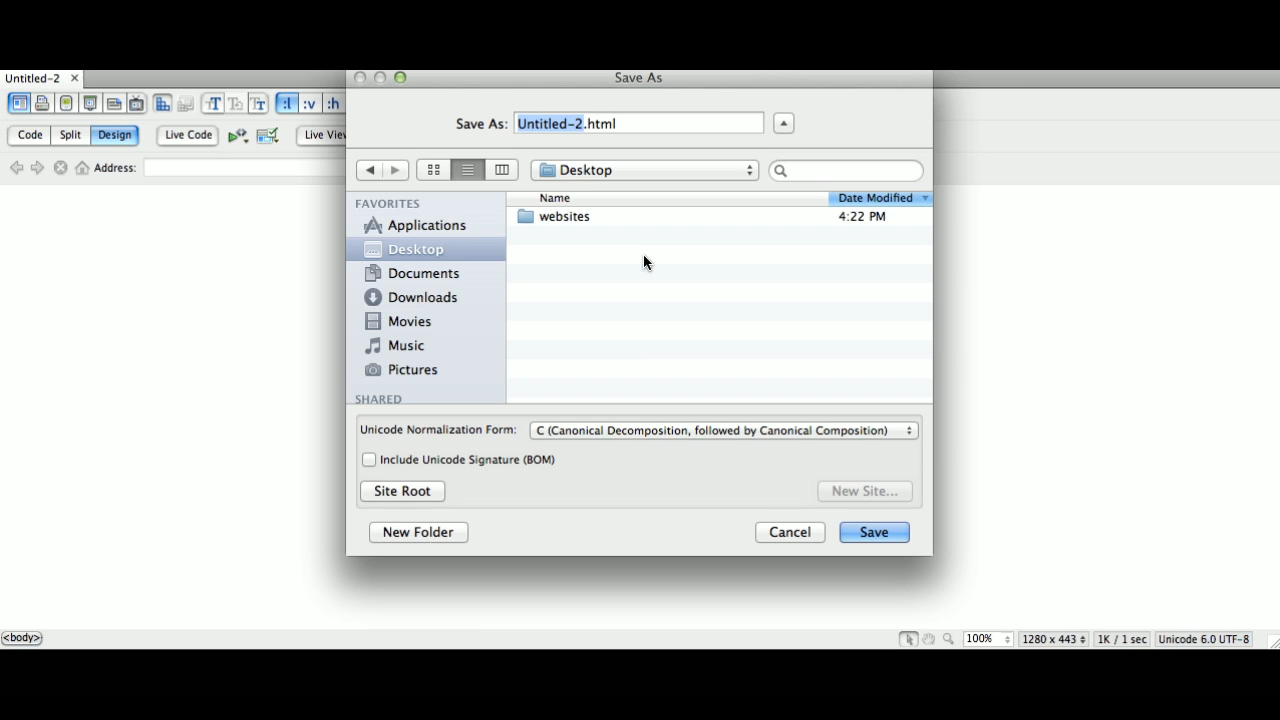 Untitled-2
Save As
Save As: Untitled-2.html
Code Split Design Live Code Live View
Address:
Desktop
FAVORITES
Applications
Desktop
Documents
Downloads
Movies
Music
Pictures
SHARED
Name Date Modified
websites 4:22 PM
Unicode Normalization Form: C (Canonical Decomposition, followed by Canonical Composition)
Include Unicode Signature (BOM)
Site Root New Site...
New Folder Cancel Save
<body> 100% 1280 x 443 1K / 1 sec Unicode 6.0 UTF-8